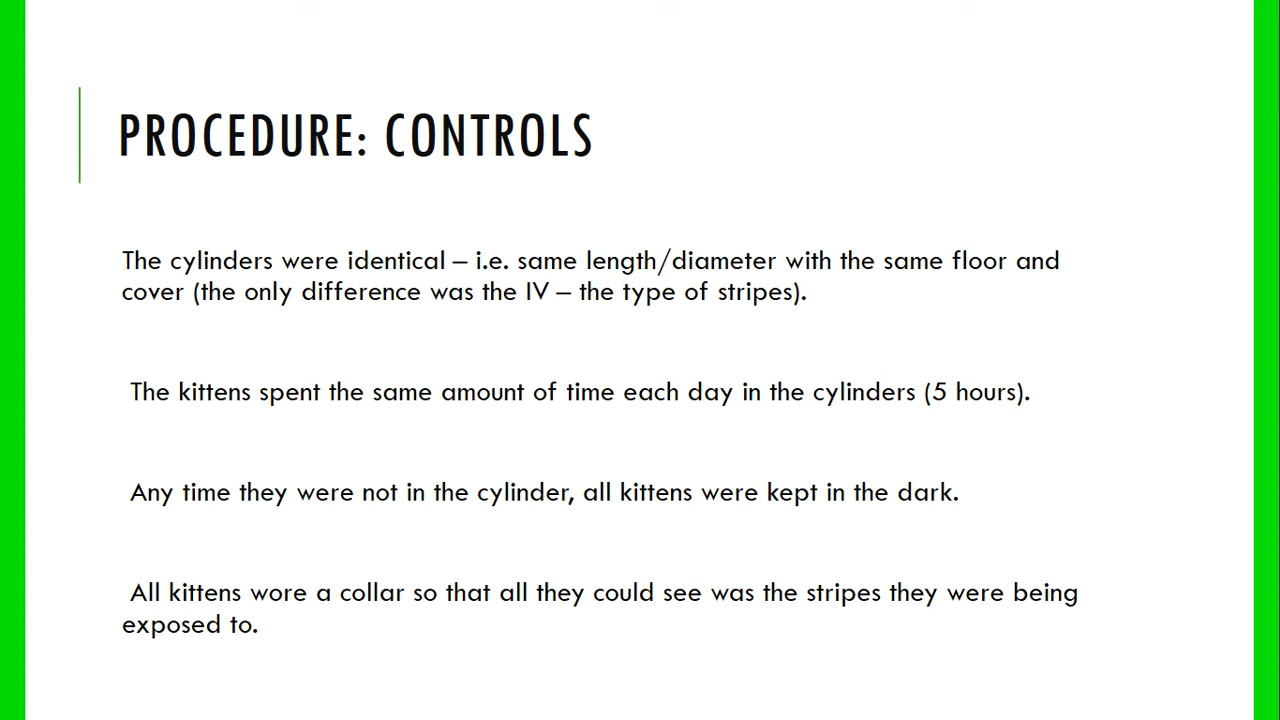 PROCEDURE: CONTROLS
The cylinders were identical – i.e. same length/diameter with the same floor and
cover (the only difference was the IV – the type of stripes).
The kittens spent the same amount of time each day in the cylinders (5 hours).
Any time they were not in the cylinder, all kittens were kept in the dark.
All kittens wore a collar so that all they could see was the stripes they were being
exposed to.